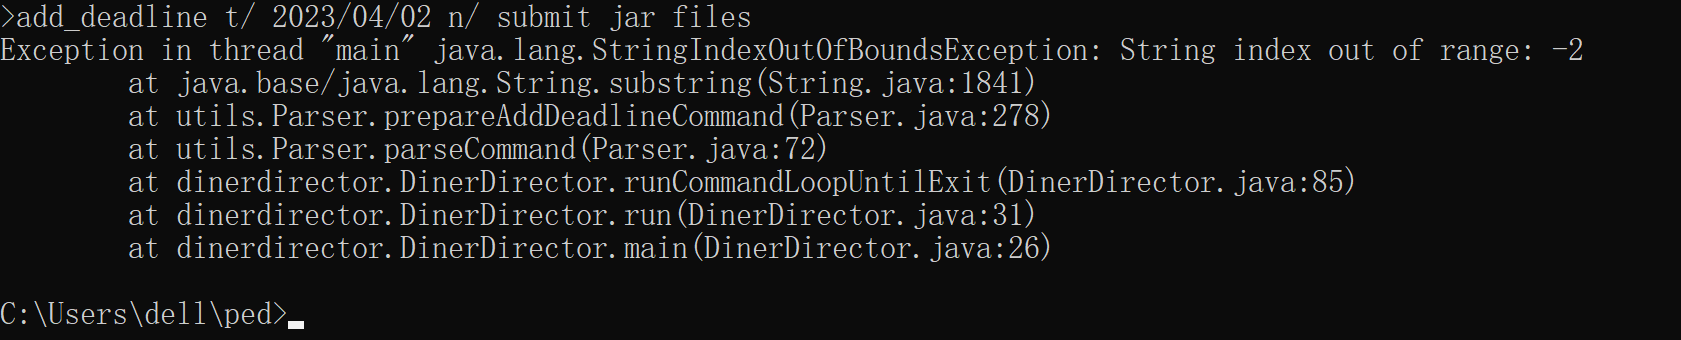 >add_deadline t/ 2023/04/02 n/ submit jar files
Exception in thread "main" java.lang.StringIndexOutOfBoundsException: String index out of range: -2
        at java.base/java.lang.String.substring(String.java:1841)
        at utils.Parser.prepareAddDeadlineCommand(Parser.java:278)
        at utils.Parser.parseCommand(Parser.java:72)
        at dinerdirector.DinerDirector.runCommandLoopUntilExit(DinerDirector.java:85)
        at dinerdirector.DinerDirector.run(DinerDirector.java:31)
        at dinerdirector.DinerDirector.main(DinerDirector.java:26)
C:\Users\dell\ped>